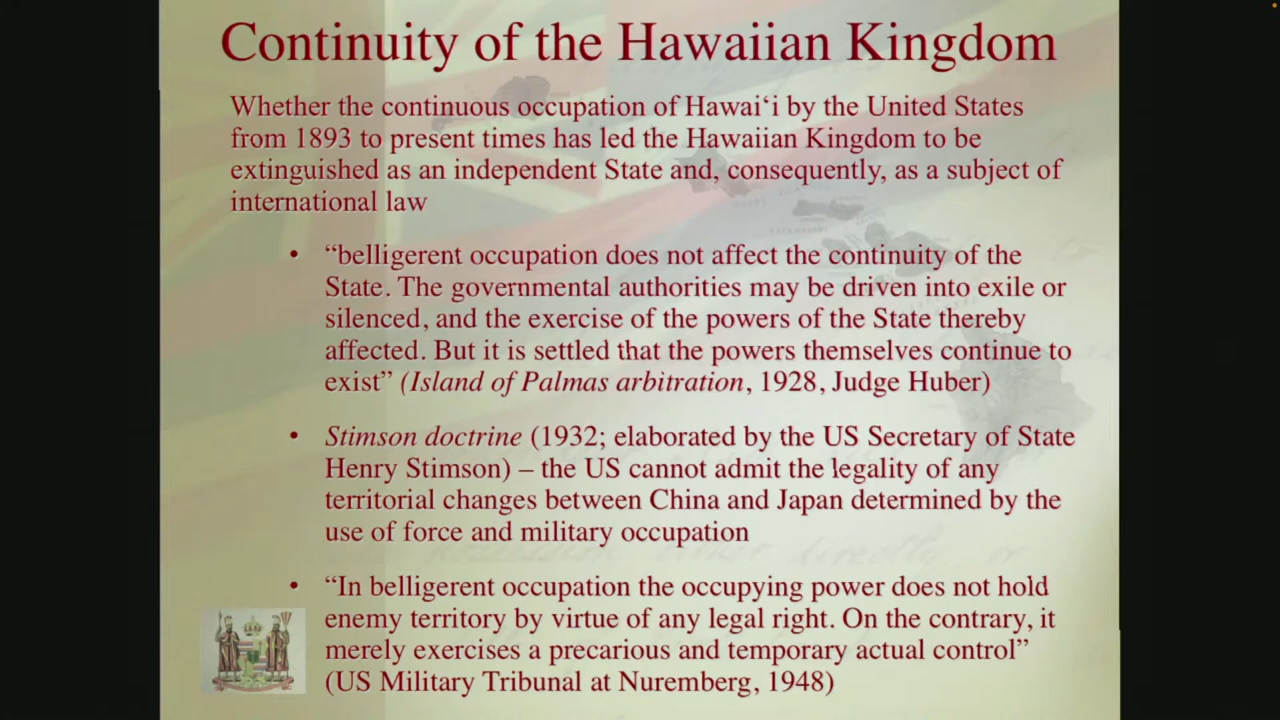 Continuity of the Hawaiian Kingdom
Whether the continuous occupation of Hawaiʻi by the United States
from 1893 to present times has led the Hawaiian Kingdom to be
extinguished as an independent State and, consequently, as a subject of
international law
• “belligerent occupation does not affect the continuity of the
State. The governmental authorities may be driven into exile or
silenced, and the exercise of the powers of the State thereby
affected. But it is settled that the powers themselves continue to
exist” (Island of Palmas arbitration, 1928, Judge Huber)
• Stimson doctrine (1932; elaborated by the US Secretary of State
Henry Stimson) – the US cannot admit the legality of any
territorial changes between China and Japan determined by the
use of force and military occupation
• “In belligerent occupation the occupying power does not hold
enemy territory by virtue of any legal right. On the contrary, it
merely exercises a precarious and temporary actual control”
(US Military Tribunal at Nuremberg, 1948)